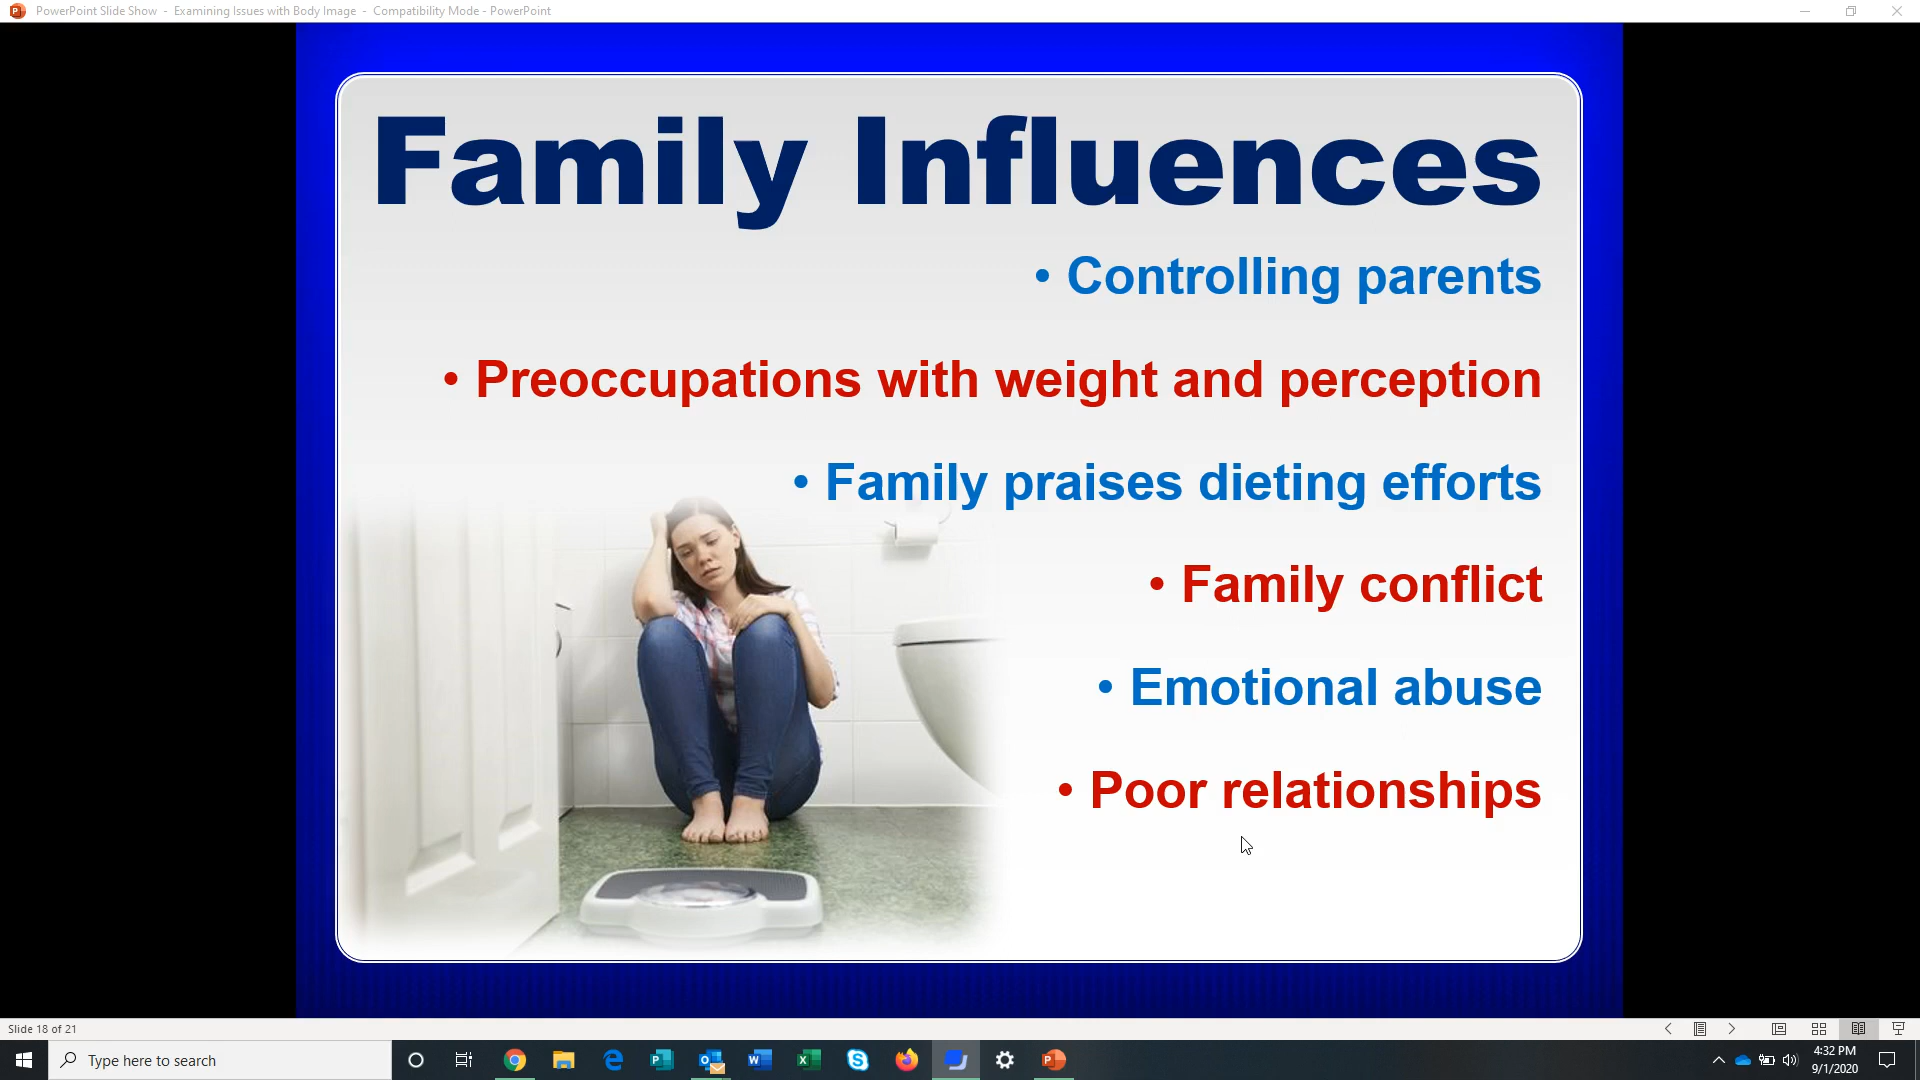 PowerPoint Slide Show - Examining Issues with Body Image - Compatibility Mode - PowerPoint
Family Influences
• Controlling parents
• Preoccupations with weight and perception
• Family praises dieting efforts
• Family conflict
• Emotional abuse
• Poor relationships
Slide 18 of 21
Type here to search
4:32 PM
9/1/2020